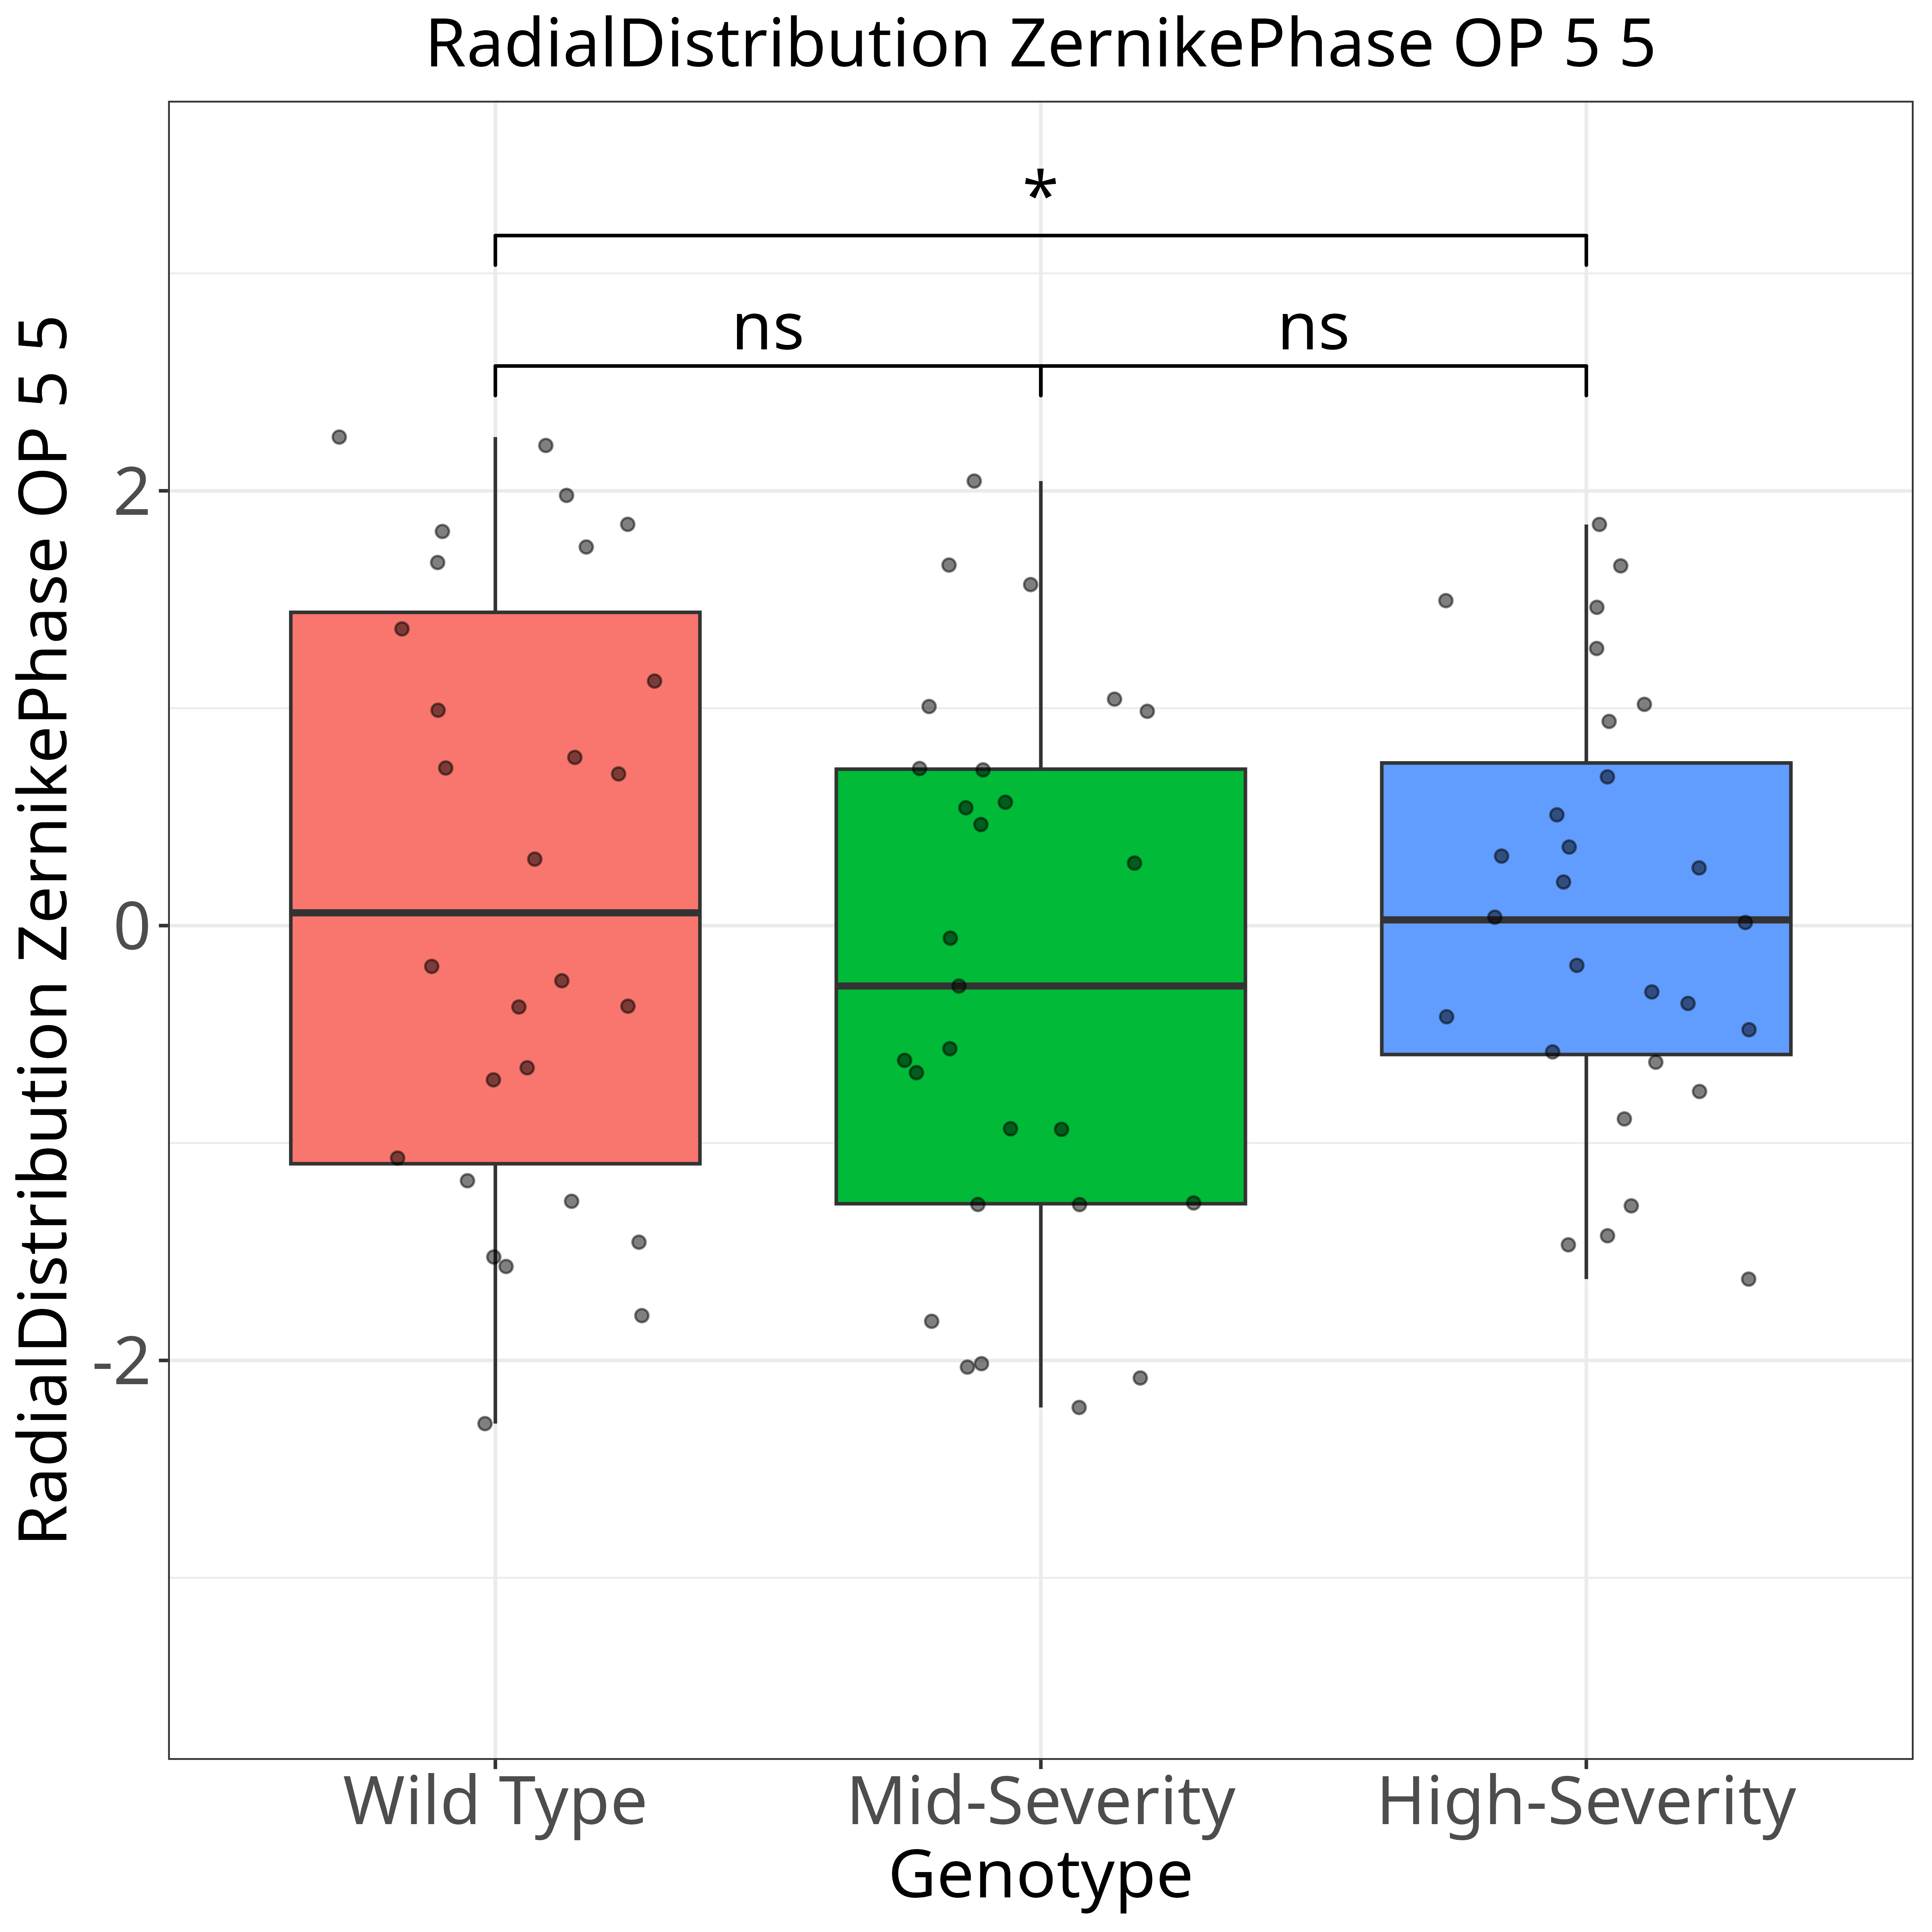 RadialDistribution ZernikePhase OP 5 5
*
ns ns
RadialDistribution ZernikePhase OP 5 5
2
0
-2
Wild Type Mid-Severity High-Severity
Genotype